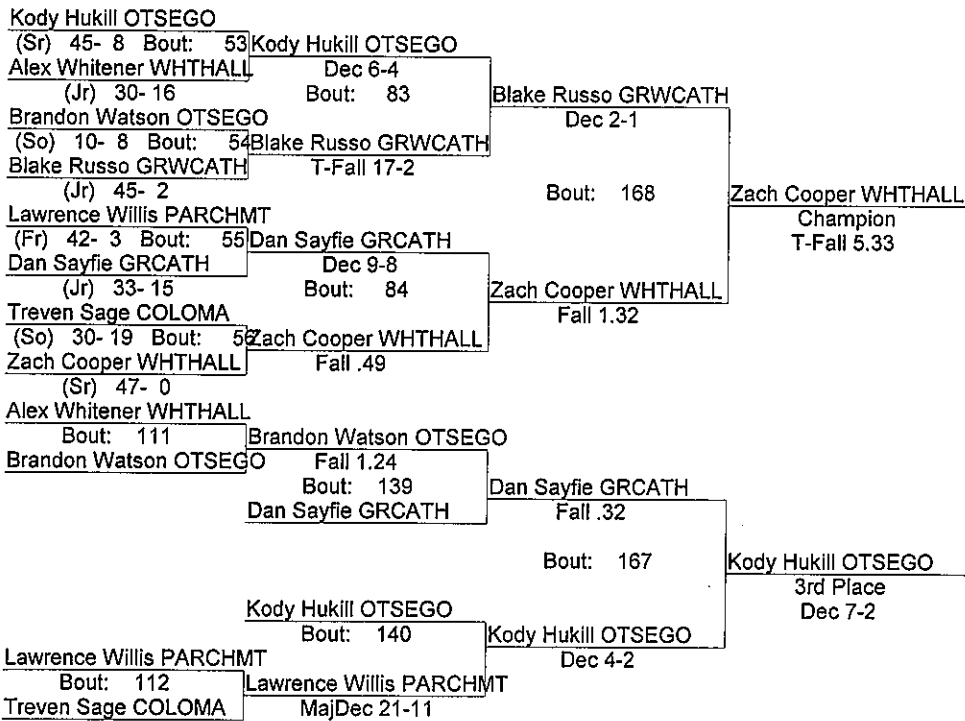 Kody Hukill OTSEGO
(Sr) 45- 8 Bout: 53
Alex Whitener WHTHALL
(Jr) 30- 16
Brandon Watson OTSEGO
(So) 10- 8 Bout: 54
Blake Russo GRWCATH
(Jr) 45- 2
Lawrence Willis PARCHMT
(Fr) 42- 3 Bout: 55
Dan Sayfie GRCATH
(Jr) 33- 15
Treven Sage COLOMA
(So) 30- 19 Bout: 56
Zach Cooper WHTHALL
(Sr) 47- 0
Kody Hukill OTSEGO
Dec 6-4
Bout: 83
Blake Russo GRWCATH
T-Fall 17-2
Dan Sayfie GRCATH
Dec 9-8
Bout: 84
Zach Cooper WHTHALL
Fall .49
Blake Russo GRWCATH
Dec 2-1
Bout: 168
Zach Cooper WHTHALL
Fall 1.32
Zach Cooper WHTHALL
Champion
T-Fall 5.33
Alex Whitener WHTHALL
Bout: 111
Brandon Watson OTSEGO
Brandon Watson OTSEGO
Fall 1.24
Bout: 139
Dan Sayfie GRCATH
Dan Sayfie GRCATH
Fall .32
Bout: 167
Kody Hukill OTSEGO
3rd Place
Dec 7-2
Kody Hukill OTSEGO
Bout: 140
Kody Hukill OTSEGO
Dec 4-2
Lawrence Willis PARCHMT
Bout: 112
Treven Sage COLOMA
Lawrence Willis PARCHMT
MajDec 21-11